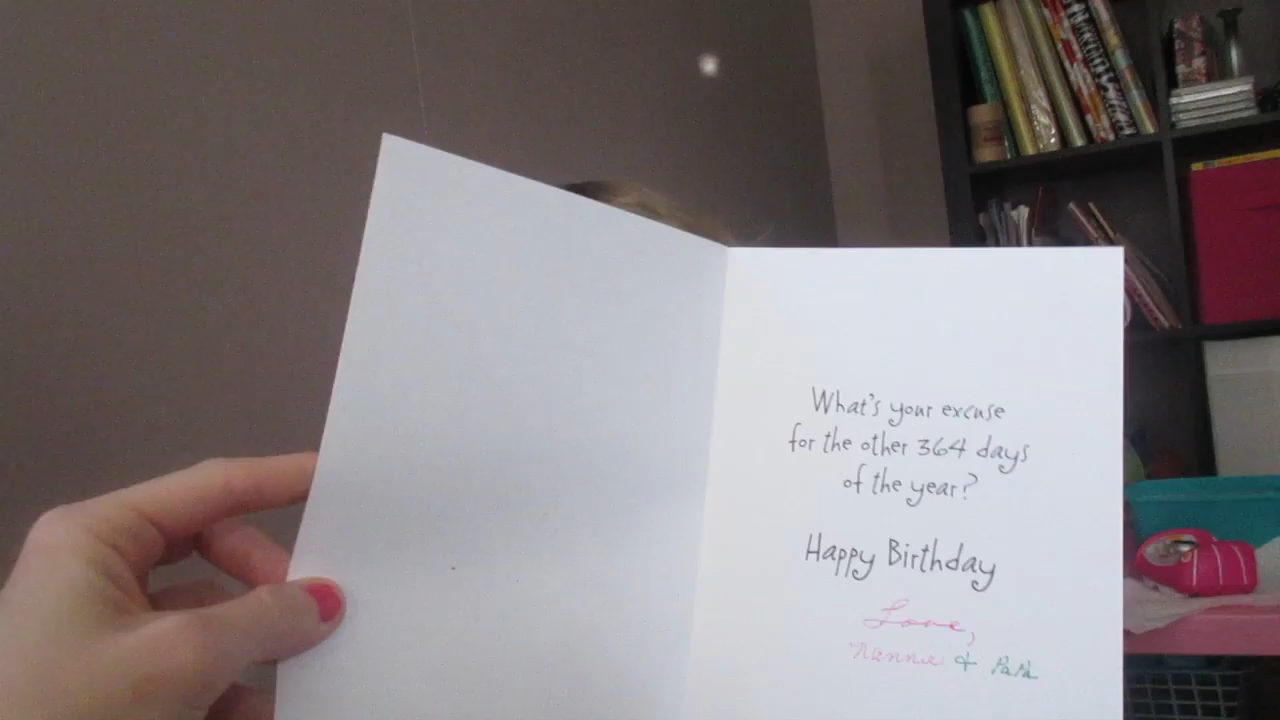 What's your excuse
for the other 364 days
of the year?
Happy Birthday
Love,
Nannie & PaPa